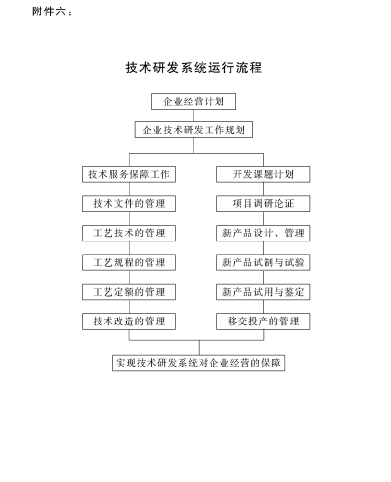 附件六：
技术研发系统运行流程
企业经营计划
企业技术研发工作规划
技术服务保障工作
开发课题计划
技术文件的管理
项目调研论证
工艺技术的管理
新产品设计、管理
工艺规程的管理
新产品试制与试验
工艺定额的管理
新产品试用与鉴定
技术改造的管理
移交投产的管理
实现技术研发系统对企业经营的保障